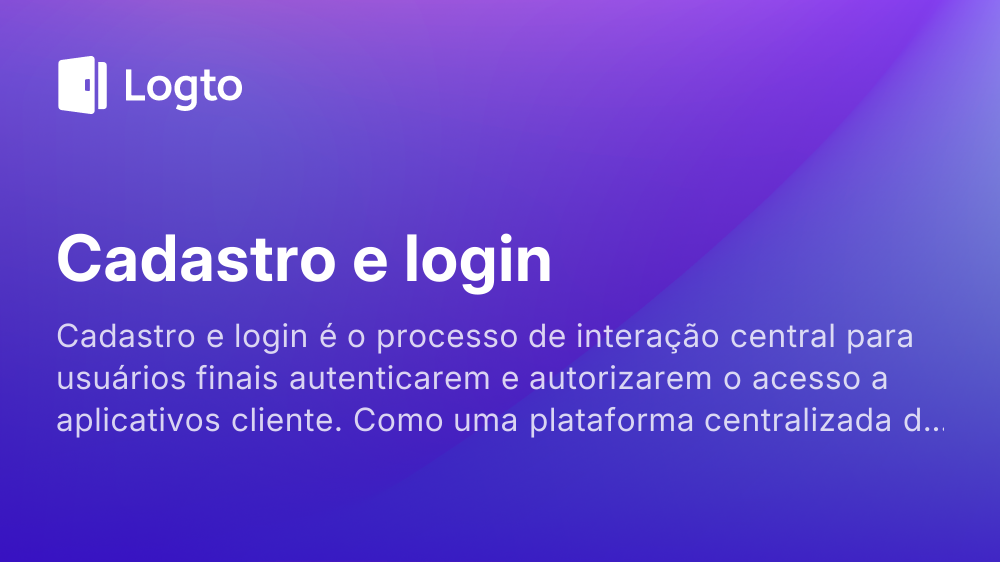 Logto
Cadastro e login
Cadastro e login é o processo de interação central para
usuários finais autenticarem e autorizarem o acesso a
aplicativos cliente. Como uma plataforma centralizada d...